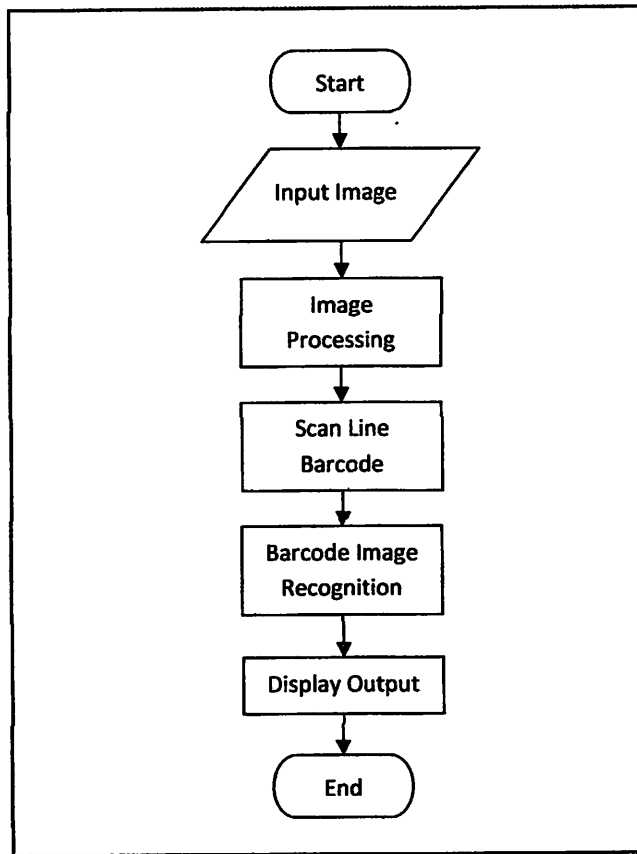 Start
Input Image
Image
Processing
Scan Line
Barcode
Barcode Image
Recognition
Display Output
End